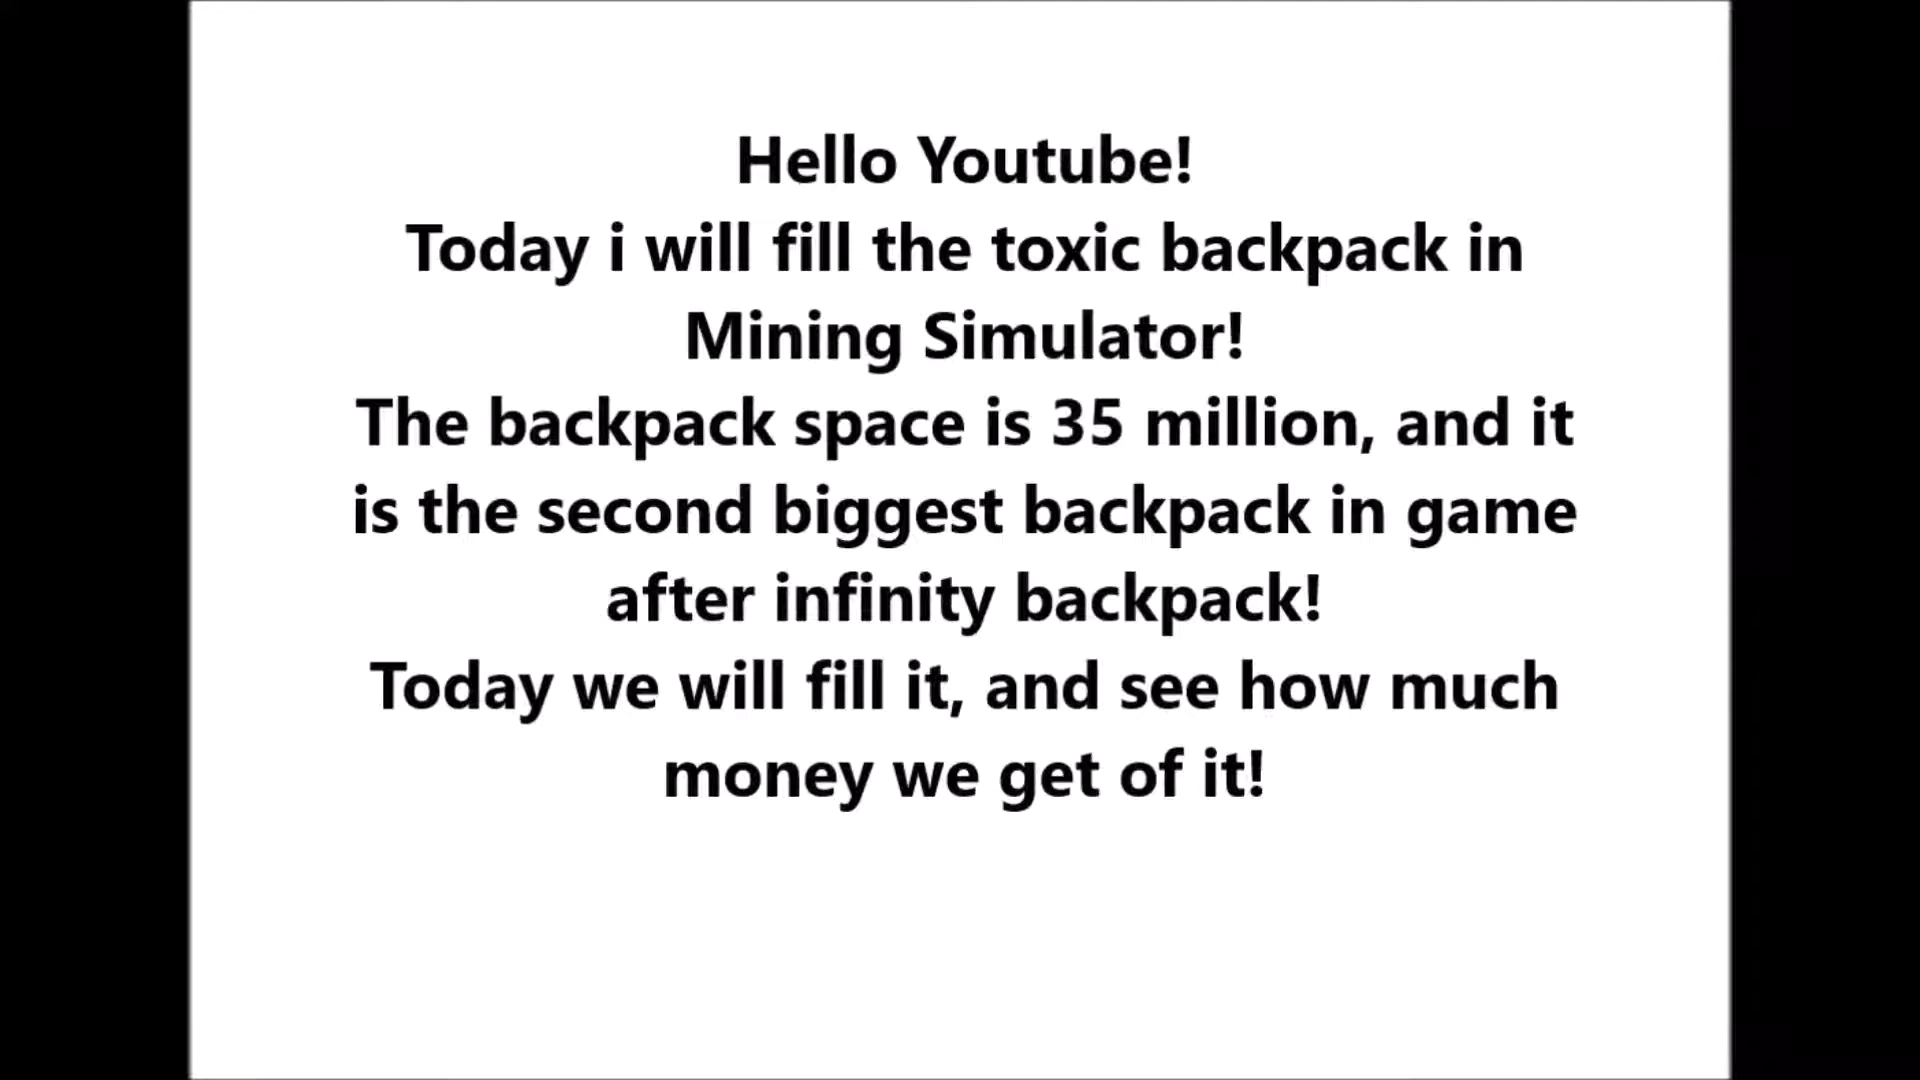 Hello Youtube!
Today i will fill the toxic backpack in
Mining Simulator!
The backpack space is 35 million, and it
is the second biggest backpack in game
after infinity backpack!
Today we will fill it, and see how much
money we get of it!